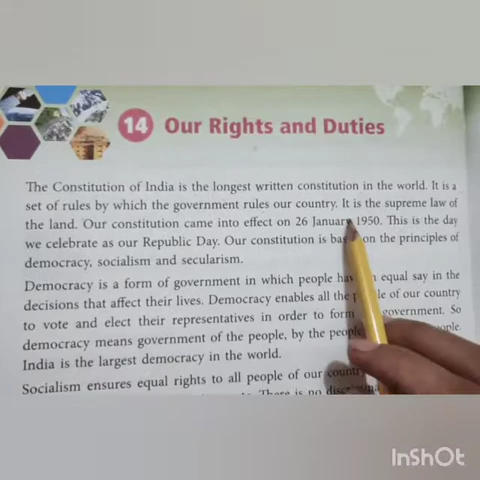 14 Our Rights and Duties
The Constitution of India is the longest written constitution in the world. It is a
set of rules by which the government rules our country. It is the supreme law of
the land. Our constitution came into effect on 26 January 1950. This is the day
we celebrate as our Republic Day. Our constitution is on the principles of
democracy, socialism and secularism.
Democracy is a form of government in which people equal say in the
decisions that affect their lives. Democracy enables all the of our country
to vote and elect their representatives in order to form government. So
democracy means government of the people, by the
India is the largest democracy in the world.
Socialism ensures equal rights to all people of our
There is no
InShOt